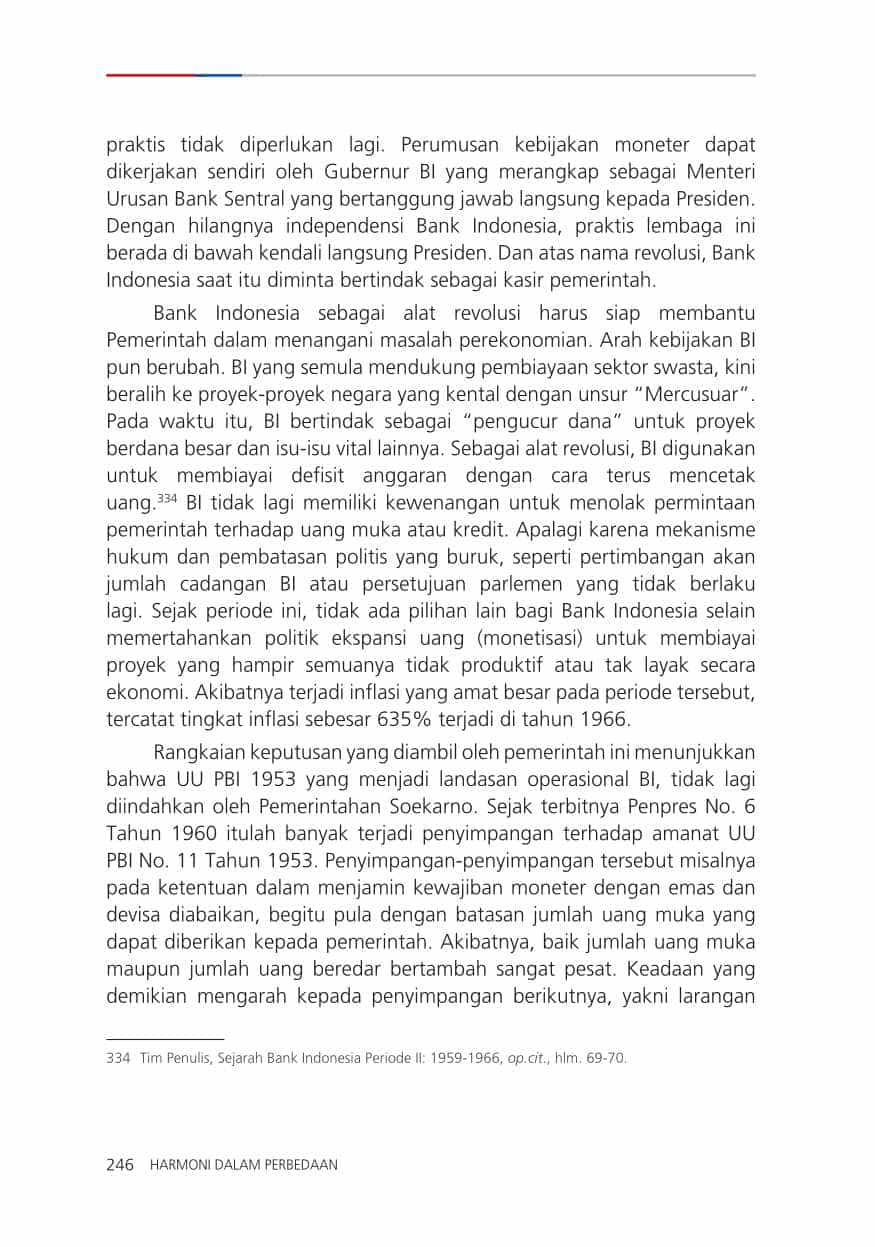 praktis tidak diperlukan lagi. Perumusan kebijakan moneter dapat
dikerjakan sendiri oleh Gubernur BI yang merangkap sebagai Menteri
Urusan Bank Sentral yang bertanggung jawab langsung kepada Presiden.
Dengan hilangnya independensi Bank Indonesia, praktis lembaga ini
berada di bawah kendali langsung Presiden. Dan atas nama revolusi, Bank
Indonesia saat itu diminta bertindak sebagai kasir pemerintah.
Bank Indonesia sebagai alat revolusi harus siap membantu
Pemerintah dalam menangani masalah perekonomian. Arah kebijakan BI
pun berubah. BI yang semula mendukung pembiayaan sektor swasta, kini
beralih ke proyek-proyek negara yang kental dengan unsur “Mercusuar”.
Pada waktu itu, BI bertindak sebagai “pengucur dana” untuk proyek
berdana besar dan isu-isu vital lainnya. Sebagai alat revolusi, BI digunakan
untuk membiayai defisit anggaran dengan cara terus mencetak
uang.³³⁴ BI tidak lagi memiliki kewenangan untuk menolak permintaan
pemerintah terhadap uang muka atau kredit. Apalagi karena mekanisme
hukum dan pembatasan politis yang buruk, seperti pertimbangan akan
jumlah cadangan BI atau persetujuan parlemen yang tidak berlaku
lagi. Sejak periode ini, tidak ada pilihan lain bagi Bank Indonesia selain
memertahankan politik ekspansi uang (monetisasi) untuk membiayai
proyek yang hampir semuanya tidak produktif atau tak layak secara
ekonomi. Akibatnya terjadi inflasi yang amat besar pada periode tersebut,
tercatat tingkat inflasi sebesar 635% terjadi di tahun 1966.
Rangkaian keputusan yang diambil oleh pemerintah ini menunjukkan
bahwa UU PBI 1953 yang menjadi landasan operasional BI, tidak lagi
diindahkan oleh Pemerintahan Soekarno. Sejak terbitnya Penpres No. 6
Tahun 1960 itulah banyak terjadi penyimpangan terhadap amanat UU
PBI No. 11 Tahun 1953. Penyimpangan-penyimpangan tersebut misalnya
pada ketentuan dalam menjamin kewajiban moneter dengan emas dan
devisa diabaikan, begitu pula dengan batasan jumlah uang muka yang
dapat diberikan kepada pemerintah. Akibatnya, baik jumlah uang muka
maupun jumlah uang beredar bertambah sangat pesat. Keadaan yang
demikian mengarah kepada penyimpangan berikutnya, yakni larangan
334 Tim Penulis, Sejarah Bank Indonesia Periode II: 1959-1966, op.cit., hlm. 69-70.
246 HARMONI DALAM PERBEDAAN